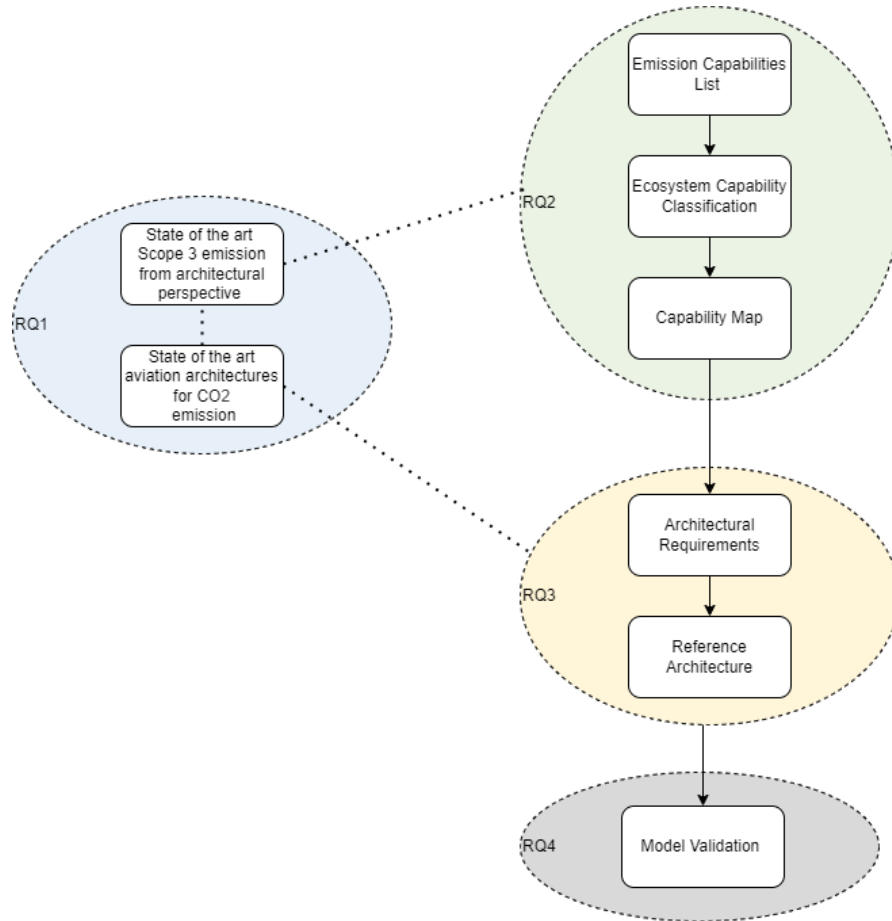 Emission Capabilities
List
Ecosystem Capability
Classification
RQ2
Capability Map
State of the art
Scope 3 emission
from architectural
perspective
RQ1
State of the art
aviation architectures
for CO2
emission
Architectural
Requirements
RQ3
Reference
Architecture
RQ4
Model Validation